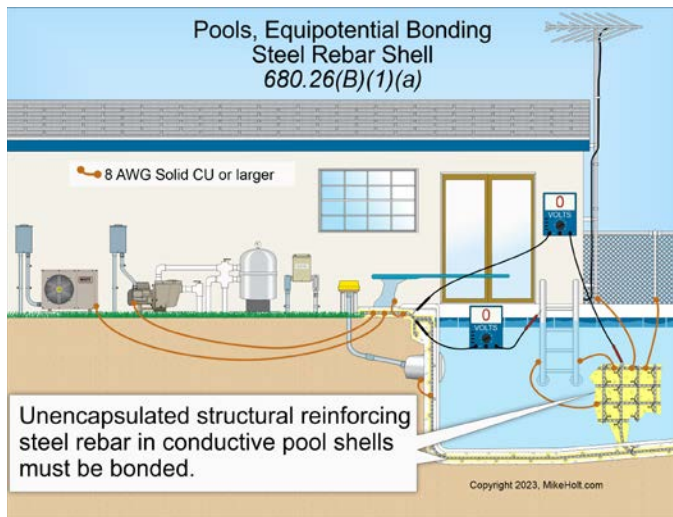 Pools, Equipotential Bonding
Steel Rebar Shell
680.26(B)(1)(a)
8 AWG Solid CU or larger
0
VOLTS
0
VOLTS
Unencapsulated structural reinforcing
steel rebar in conductive pool shells
must be bonded.
Copyright 2023, MikeHolt.com